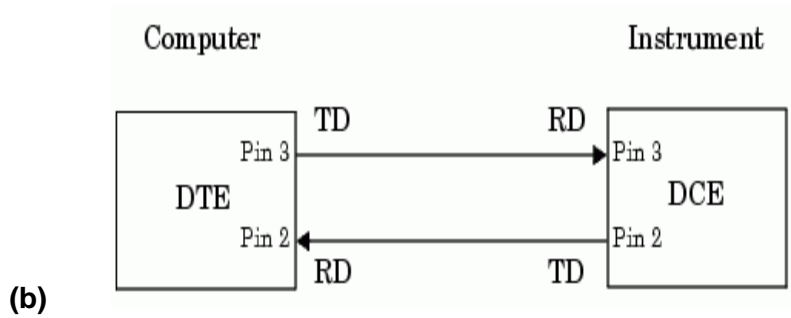 Computer Instrument
TD RD
Pin 3 Pin 3
DTE DCE
Pin 2 Pin 2
RD TD
(b)